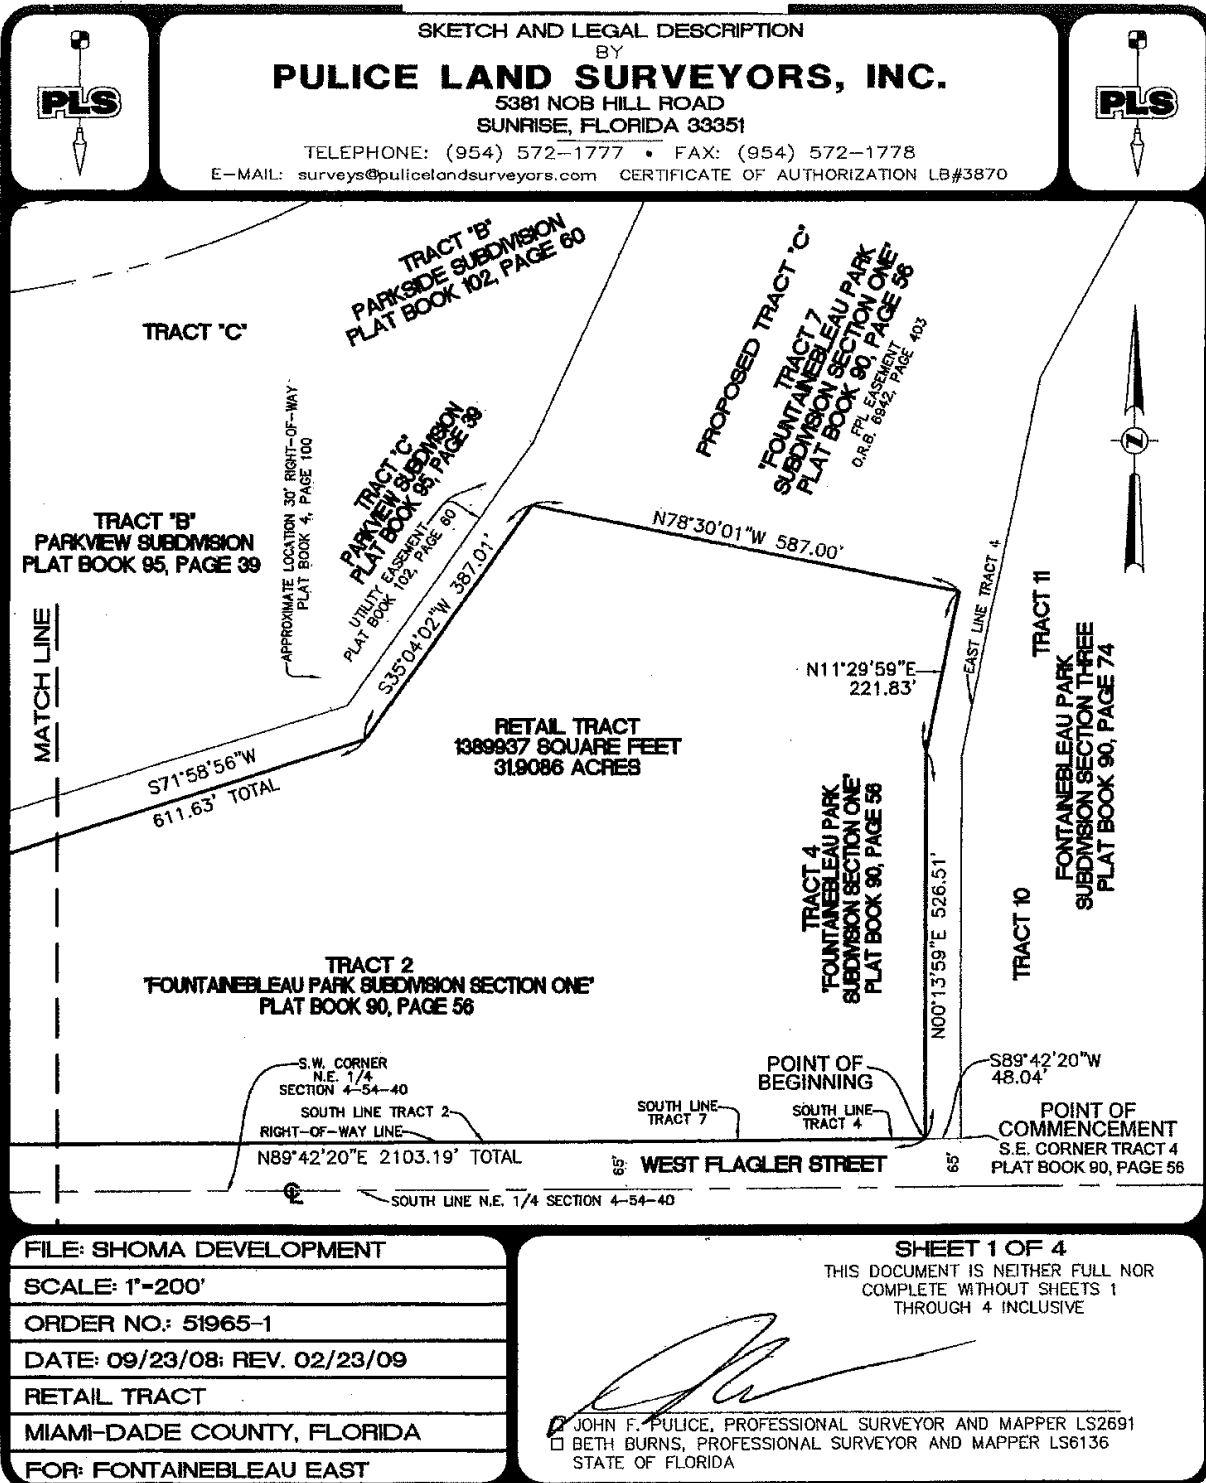 SKETCH AND LEGAL DESCRIPTION
BY
PULICE LAND SURVEYORS, INC.
5381 NOB HILL ROAD
SUNRISE, FLORIDA 33351
TELEPHONE: (954) 572-1777 • FAX: (954) 572-1778
E-MAIL: surveys@pulicelandsurveyors.com CERTIFICATE OF AUTHORIZATION LB#3870
PLS
PLS
TRACT "B"
PARKSIDE SUBDIVISION
PLAT BOOK 102, PAGE 60
TRACT "C"
PROPOSED TRACT "C"
TRACT 7
"FOUNTAINEBLEAU PARK
SUBDIVISION SECTION ONE"
PLAT BOOK 90, PAGE 56
FPL EASEMENT
O.R.B. 6942, PAGE 403
APPROXIMATE LOCATION 30' RIGHT-OF-WAY
PLAT BOOK 4, PAGE 100
TRACT "C"
PARKVIEW SUBDIVISION
PLAT BOOK 95, PAGE 39
UTILITY EASEMENT
PLAT BOOK 102, PAGE 60
TRACT "B"
PARKVIEW SUBDIVISION
PLAT BOOK 95, PAGE 39
Z
N78°30'01"W 587.00'
S35°04'02"W 387.01'
MATCH LINE
EAST LINE TRACT 4
TRACT 11
FONTAINEBLEAU PARK
SUBDIVISION SECTION THREE
PLAT BOOK 90, PAGE 74
TRACT 10
N11°29'59"E
221.83'
RETAIL TRACT
1389937 SQUARE FEET
31.9086 ACRES
S71°58'56"W
611.63' TOTAL
TRACT 4
"FOUNTAINEBLEAU PARK
SUBDIVISION SECTION ONE"
PLAT BOOK 90, PAGE 56
N00°13'59"E 526.51'
TRACT 2
"FOUNTAINEBLEAU PARK SUBDIVISION SECTION ONE"
PLAT BOOK 90, PAGE 56
S.W. CORNER
N.E. 1/4
SECTION 4-54-40
SOUTH LINE TRACT 2
RIGHT-OF-WAY LINE
N89°42'20"E 2103.19' TOTAL
SOUTH LINE
TRACT 7
SOUTH LINE
TRACT 4
POINT OF
BEGINNING
S89°42'20"W
48.04'
POINT OF
COMMENCEMENT
S.E. CORNER TRACT 4
PLAT BOOK 90, PAGE 56
65'
WEST FLAGLER STREET
65'
SOUTH LINE N.E. 1/4 SECTION 4-54-40
FILE: SHOMA DEVELOPMENT
SCALE: 1"=200'
ORDER NO.: 51965-1
DATE: 09/23/08; REV. 02/23/09
RETAIL TRACT
MIAMI-DADE COUNTY, FLORIDA
FOR: FONTAINEBLEAU EAST
SHEET 1 OF 4
THIS DOCUMENT IS NEITHER FULL NOR
COMPLETE WITHOUT SHEETS 1
THROUGH 4 INCLUSIVE
JOHN F. PULICE, PROFESSIONAL SURVEYOR AND MAPPER LS2691
BETH BURNS, PROFESSIONAL SURVEYOR AND MAPPER LS6136
STATE OF FLORIDA